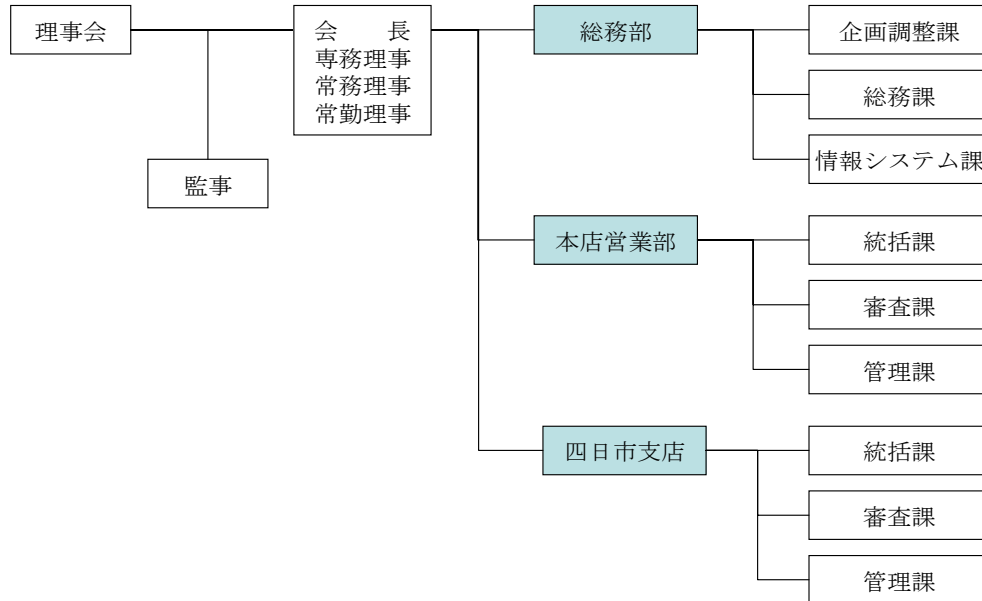 理事会
会　　長
専務理事
常務理事
常勤理事
監事
総務部
企画調整課
総務課
情報システム課
本店営業部
統括課
審査課
管理課
四日市支店
統括課
審査課
管理課